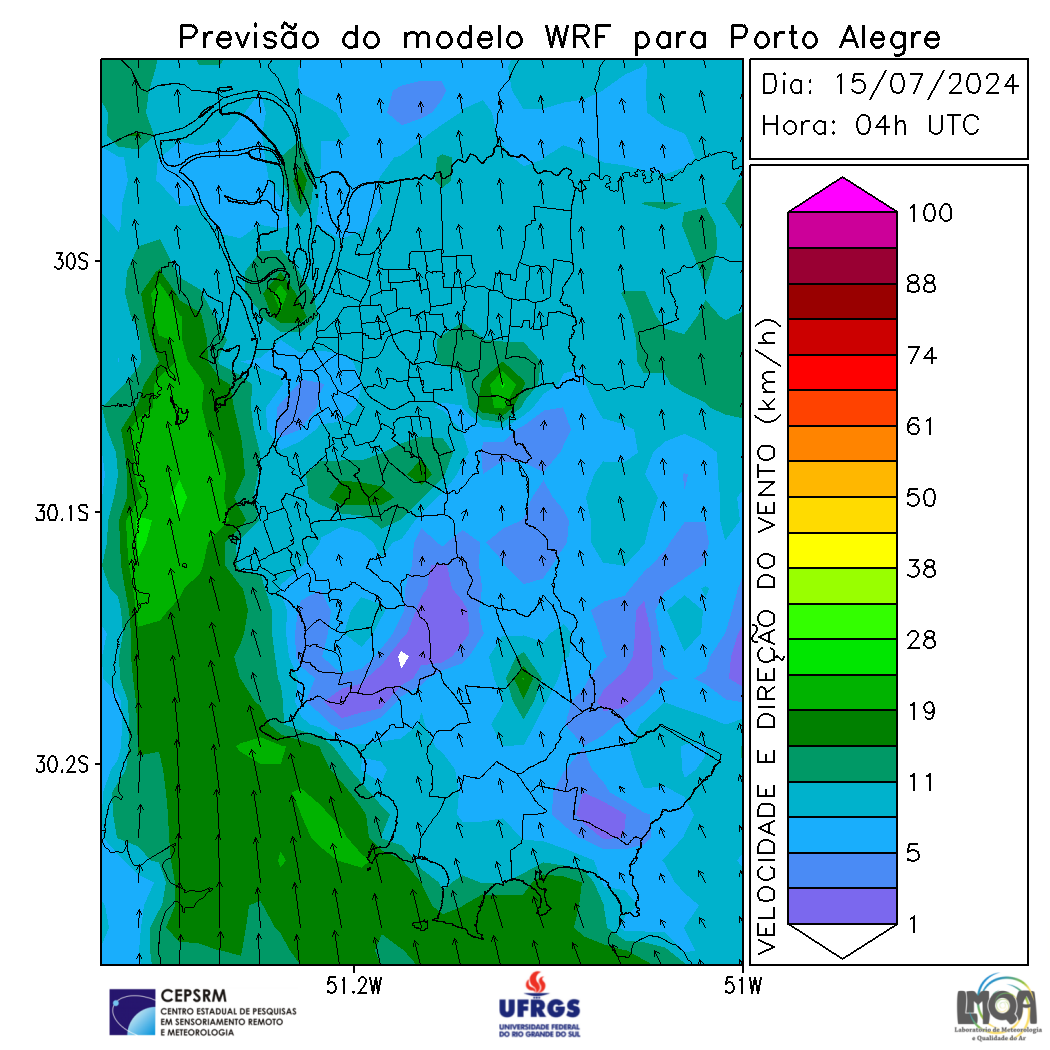 Previsão do modelo WRF para Porto Alegre
Dia: 15/07/2024
Hora: 04h UTC
30S
30.1S
30.2S
51.2W
51W
VELOCIDADE E DIREÇÃO DO VENTO (km/h)
100
88
74
61
50
38
28
19
11
5
1
CEPSRM
CENTRO ESTADUAL DE PESQUISAS
EM SENSORIAMENTO REMOTO
E METEOROLOGIA
UFRGS
UNIVERSIDADE FEDERAL
DO RIO GRANDE DO SUL
LMQA
Laboratório de Meteorologia
e Qualidade do Ar